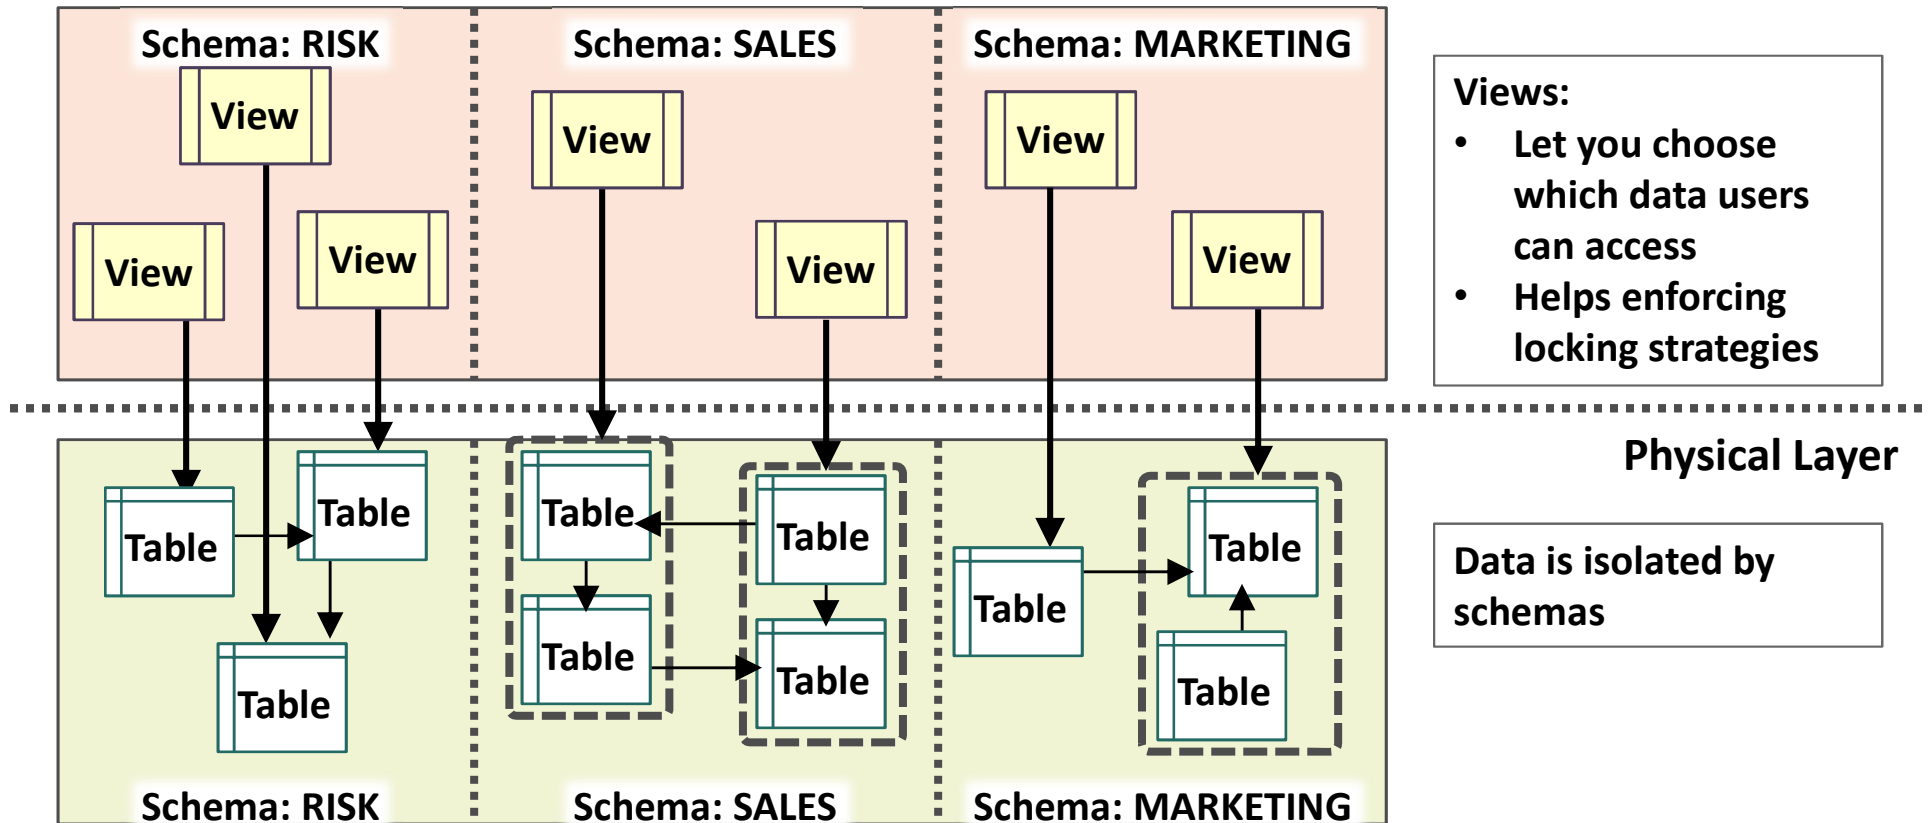 Schema: RISK
Schema: SALES
Schema: MARKETING
View
View
View
View
View
View
View
Views:
• Let you choose
which data users
can access
• Helps enforcing
locking strategies
Physical Layer
Table
Table
Table
Table
Table
Table
Table
Table
Table
Table
Data is isolated by
schemas
Schema: RISK
Schema: SALES
Schema: MARKETING